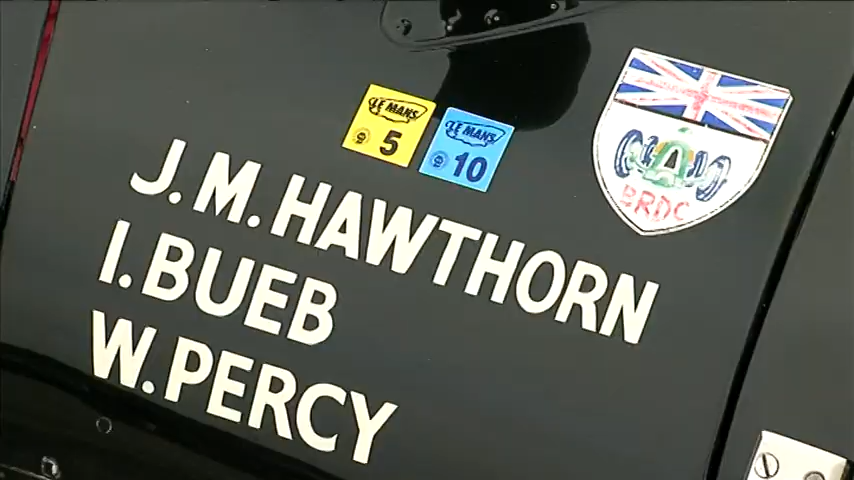 LE MANS
5
LE MANS
10
BRDC
J. M. HAWTHORN
I. BUEB
W. PERCY